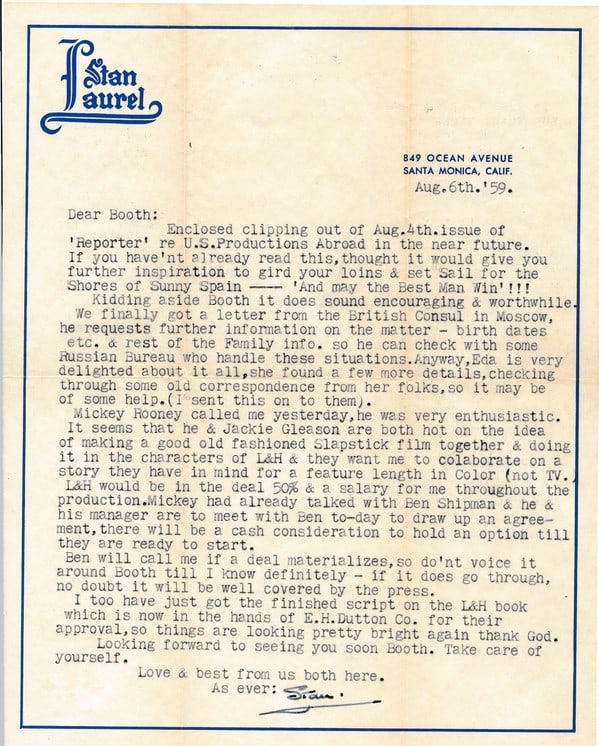 Stan
Laurel
849 OCEAN AVENUE
SANTA MONICA, CALIF.
Aug.6th.'59.
Dear Booth:
Enclosed clipping out of Aug.4th.issue of
'Reporter' re U.S.Productions Abroad in the near future.
If you have'nt already read this,thought it would give you
further inspiration to gird your loins & set Sail for the
Shores of Sunny Spain ---- 'And may the Best Man Win'!!!
Kidding aside Booth it does sound encouraging & worthwhile.
We finally got a letter from the British Consul in Moscow,
he requests further information on the matter - birth dates
etc. & rest of the Family info. so he can check with some
Russian Bureau who handle these situations.Anyway,Eda is very
delighted about it all,she found a few more details,checking
through some old correspondence from her folks,so it may be
of some help.(I sent this on to them).
Mickey Rooney called me yesterday,he was very enthusiastic.
It seems that he & Jackie Gleason are both hot on the idea
of making a good old fashioned Slapstick film together & doing
it in the characters of L&H & they want me to colaborate on a
story they have in mind for a feature length in Color (not TV.)
L&H would be in the deal 50% & a salary for me throughout the
production.Mickey had already talked with Ben Shipman & he &
his manager are to meet with Ben to-day to draw up an agree-
ment,there will be a cash consideration to hold an option till
they are ready to start.
Ben will call me if a deal materializes,so do'nt voice it
around Booth till I know definitely - if it does go through,
no doubt it will be well covered by the press.
I too have just got the finished script on the L&H book
which is now in the hands of E.H.Dutton Co. for their
approval,so things are looking pretty bright again thank God.
Looking forward to seeing you soon Booth. Take care of
yourself.
Love & best from us both here.
As ever: Stan.